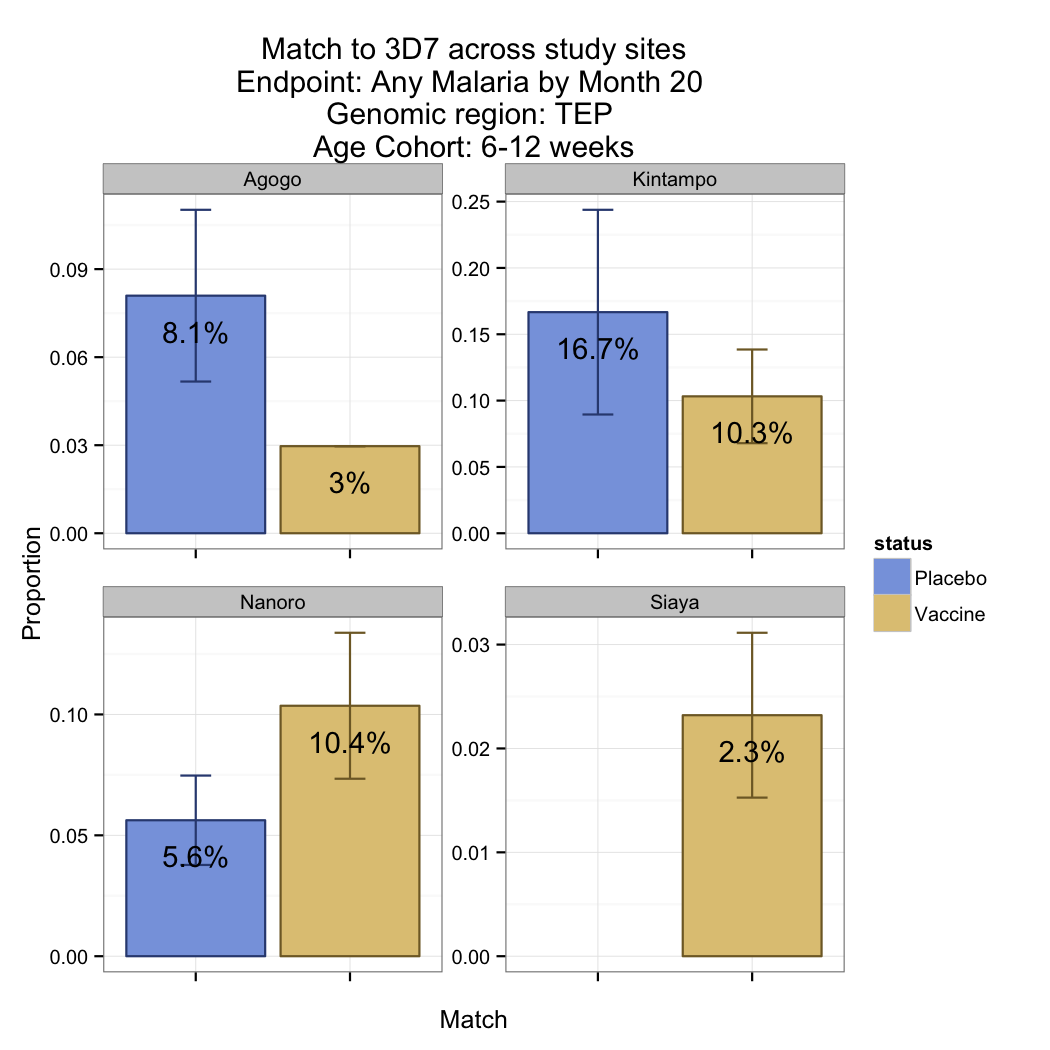 Match to 3D7 across study sites
Endpoint: Any Malaria by Month 20
Genomic region: TEP
Age Cohort: 6-12 weeks
Agogo
0.09
0.06
0.03
0.00
8.1%
3%
Kintampo
0.25
0.20
0.15
0.10
0.05
0.00
16.7%
10.3%
Proportion
Nanoro
0.10
0.05
0.00
5.6%
10.4%
Siaya
0.03
0.02
0.01
0.00
2.3%
status
Placebo
Vaccine
Match